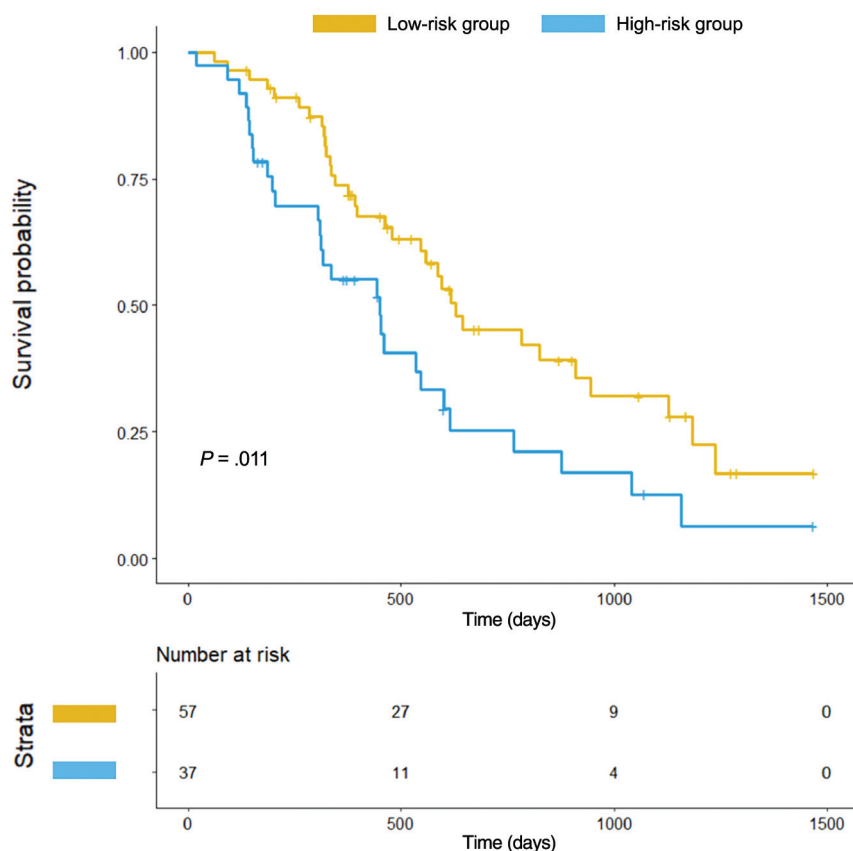 Low-risk group High-risk group
1.00
0.75
0.50
0.25
0.00
Survival probability
P = .011
0 500 1000 1500
Time (days)
Number at risk
Strata
57 27 9 0
37 11 4 0
0 500 1000 1500
Time (days)